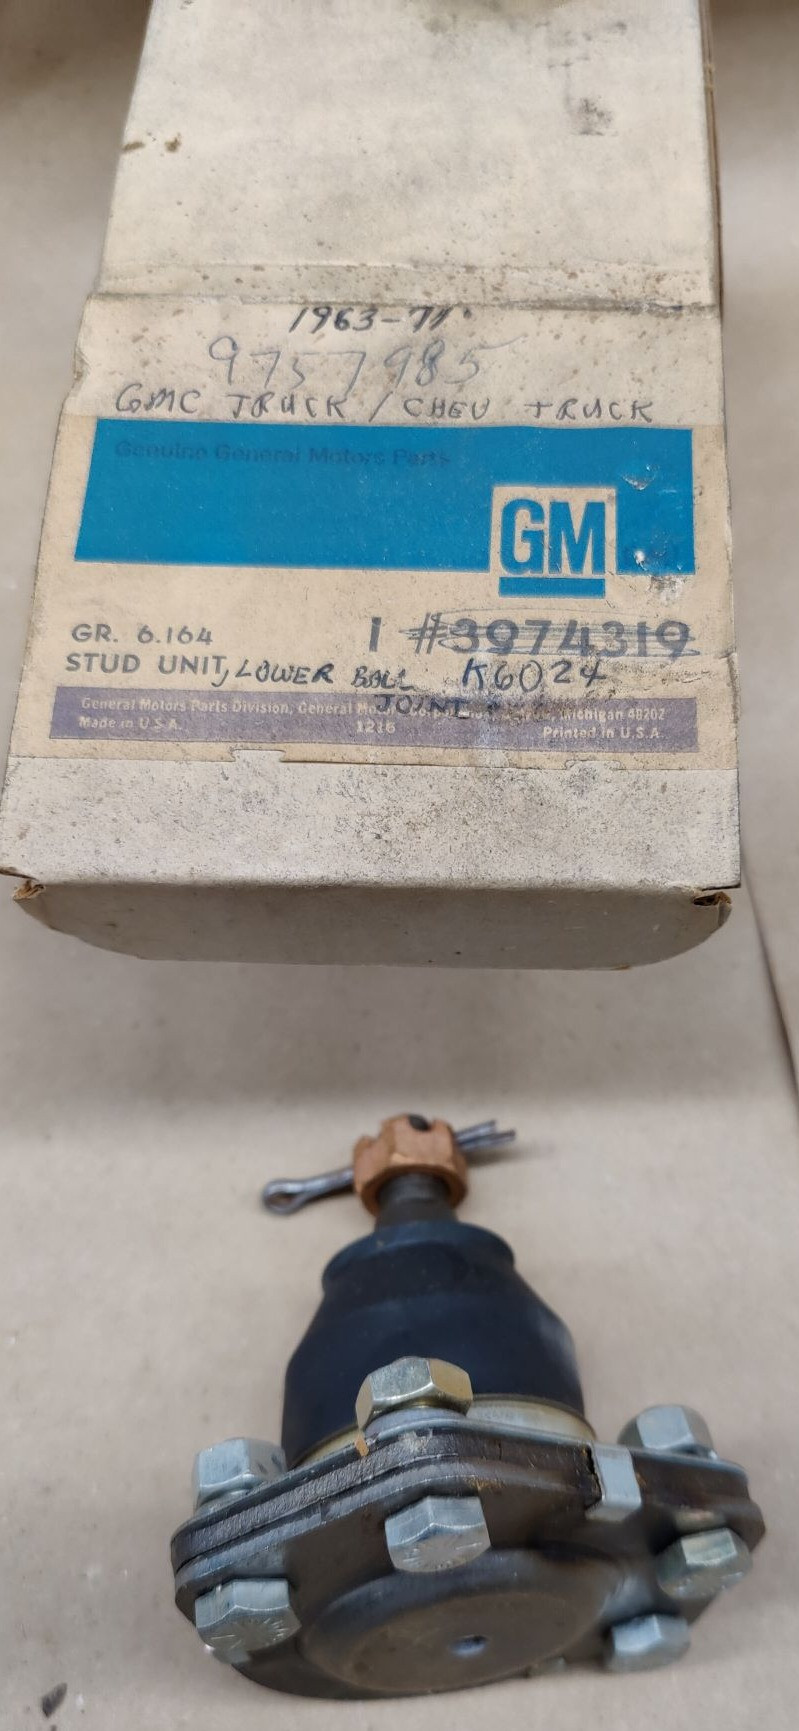 1963-71
9757985
GMC TRUCK / CHEV TRUCK
Genuine General Motors Parts
GM
GR. 6.164 1 #3974319
STUD UNIT, LOWER BALL K6024
JOINT
General Motors Parts Division, General Michigan 48202
Made in U.S.A. 1216 Printed in U.S.A.